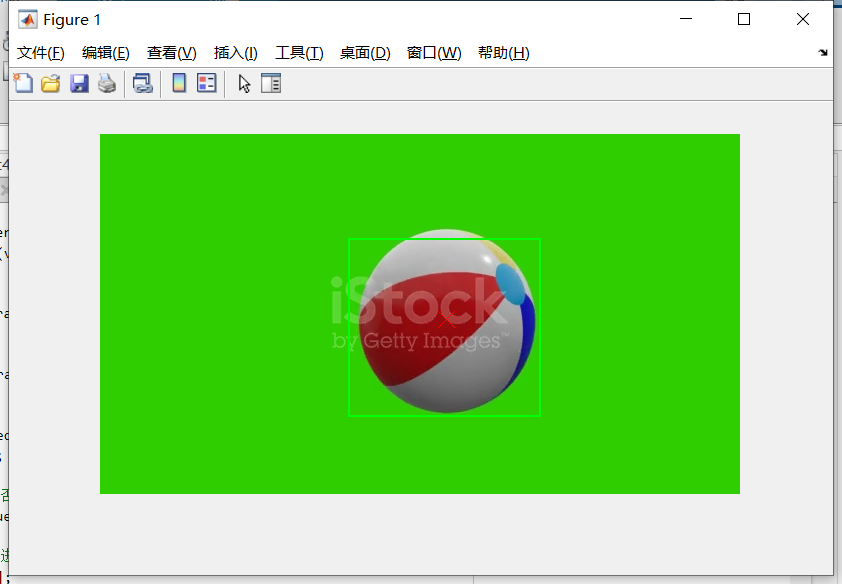 Figure 1
文件(F) 编辑(E) 查看(V) 插入(I) 工具(T) 桌面(D) 窗口(W) 帮助(H)
iStock
by Getty Images™